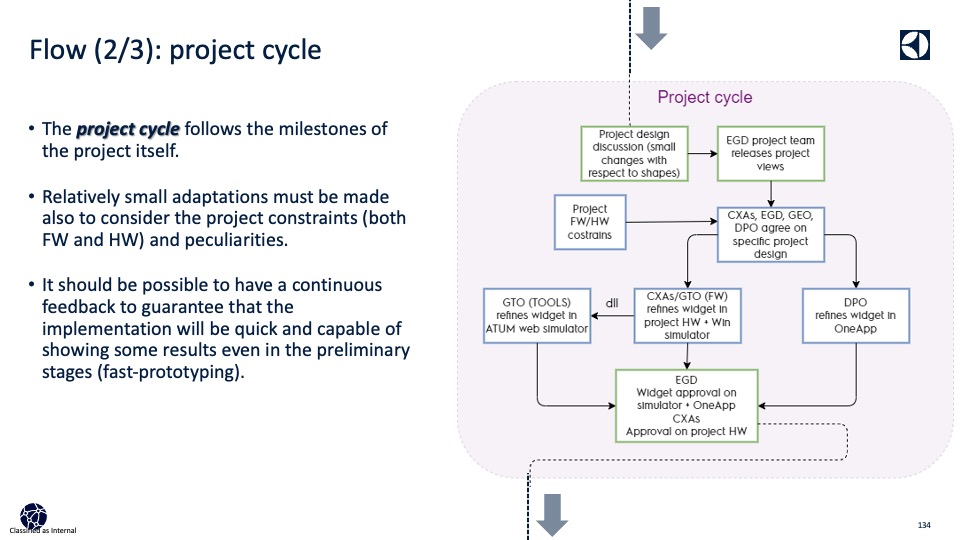 Flow (2/3): project cycle
• The project cycle follows the milestones of
the project itself.
• Relatively small adaptations must be made
also to consider the project constraints (both
FW and HW) and peculiarities.
• It should be possible to have a continuous
feedback to guarantee that the
implementation will be quick and capable of
showing some results even in the preliminary
stages (fast-prototyping).
Project cycle
Project design
discussion (small
changes with
respect to shapes)
EGD project team
releases project
views
Project
FW/HW
costrains
CXAs, EGD, GEO,
DPO agree on
specific project
design
GTO (TOOLS)
refines widget in
ATUM web simulator
dll
CXAs/GTO (FW)
refines widget in
project HW + Win
simulator
DPO
refines widget in
OneApp
EGD
Widget approval on
simulator + OneApp
CXAs
Approval on project HW
Classified as Internal
134